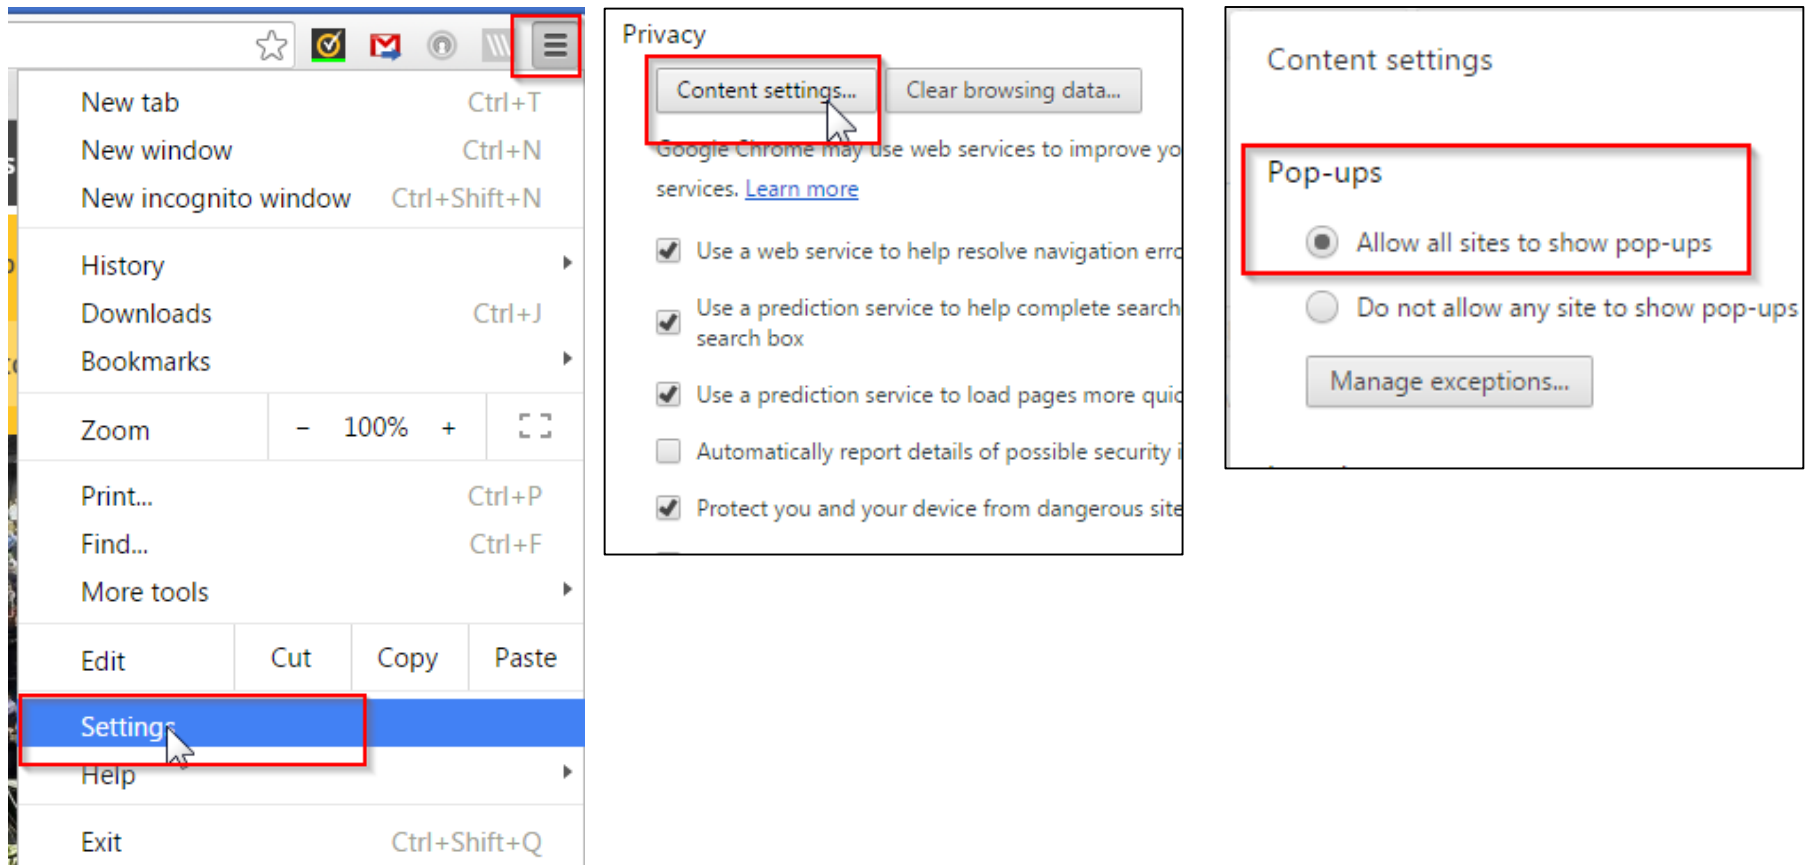 New tab Ctrl+T
New window Ctrl+N
New incognito window Ctrl+Shift+N
History
Downloads Ctrl+J
Bookmarks
Zoom - 100% +
Print... Ctrl+P
Find... Ctrl+F
More tools
Edit Cut Copy Paste
Settings
Help
Exit Ctrl+Shift+Q
Privacy
Content settings... Clear browsing data...
Google Chrome may use web services to improve yo
services. Learn more
Use a web service to help resolve navigation erro
Use a prediction service to help complete search
search box
Use a prediction service to load pages more quic
Automatically report details of possible security i
Protect you and your device from dangerous site
Content settings
Pop-ups
Allow all sites to show pop-ups
Do not allow any site to show pop-ups
Manage exceptions...